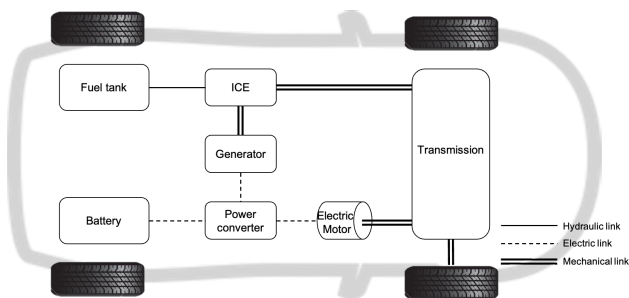 Fuel tank
ICE
Generator
Transmission
Battery
Power
converter
Electric
Motor
Hydraulic link
Electric link
Mechanical link